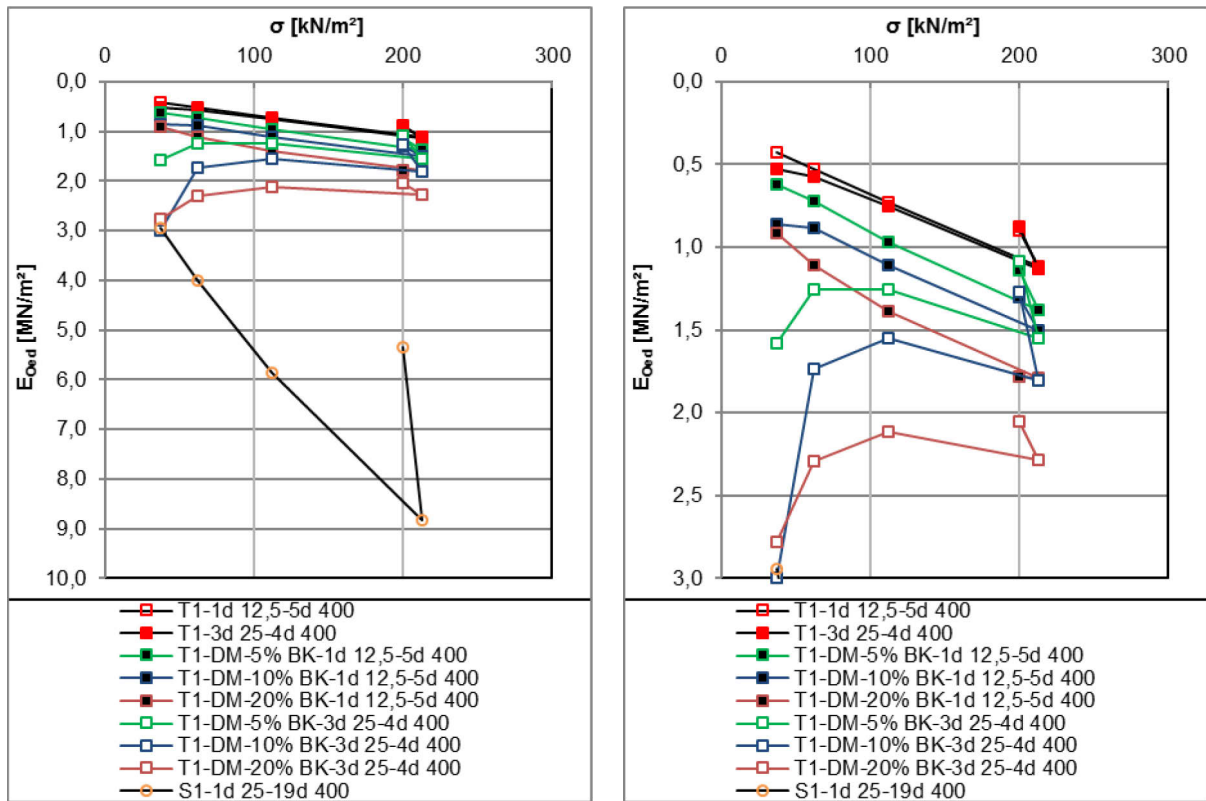 σ [kN/m²]
0 100 200 300
0,0
1,0
2,0
3,0
4,0
5,0
6,0
7,0
8,0
9,0
10,0
E_Oed [MN/m²]
T1-1d 12,5-5d 400
T1-3d 25-4d 400
T1-DM-5% BK-1d 12,5-5d 400
T1-DM-10% BK-1d 12,5-5d 400
T1-DM-20% BK-1d 12,5-5d 400
T1-DM-5% BK-3d 25-4d 400
T1-DM-10% BK-3d 25-4d 400
T1-DM-20% BK-3d 25-4d 400
S1-1d 25-19d 400
σ [kN/m²]
0 100 200 300
0,0
0,5
1,0
1,5
2,0
2,5
3,0
E_Oed [MN/m²]
T1-1d 12,5-5d 400
T1-3d 25-4d 400
T1-DM-5% BK-1d 12,5-5d 400
T1-DM-10% BK-1d 12,5-5d 400
T1-DM-20% BK-1d 12,5-5d 400
T1-DM-5% BK-3d 25-4d 400
T1-DM-10% BK-3d 25-4d 400
T1-DM-20% BK-3d 25-4d 400
S1-1d 25-19d 400